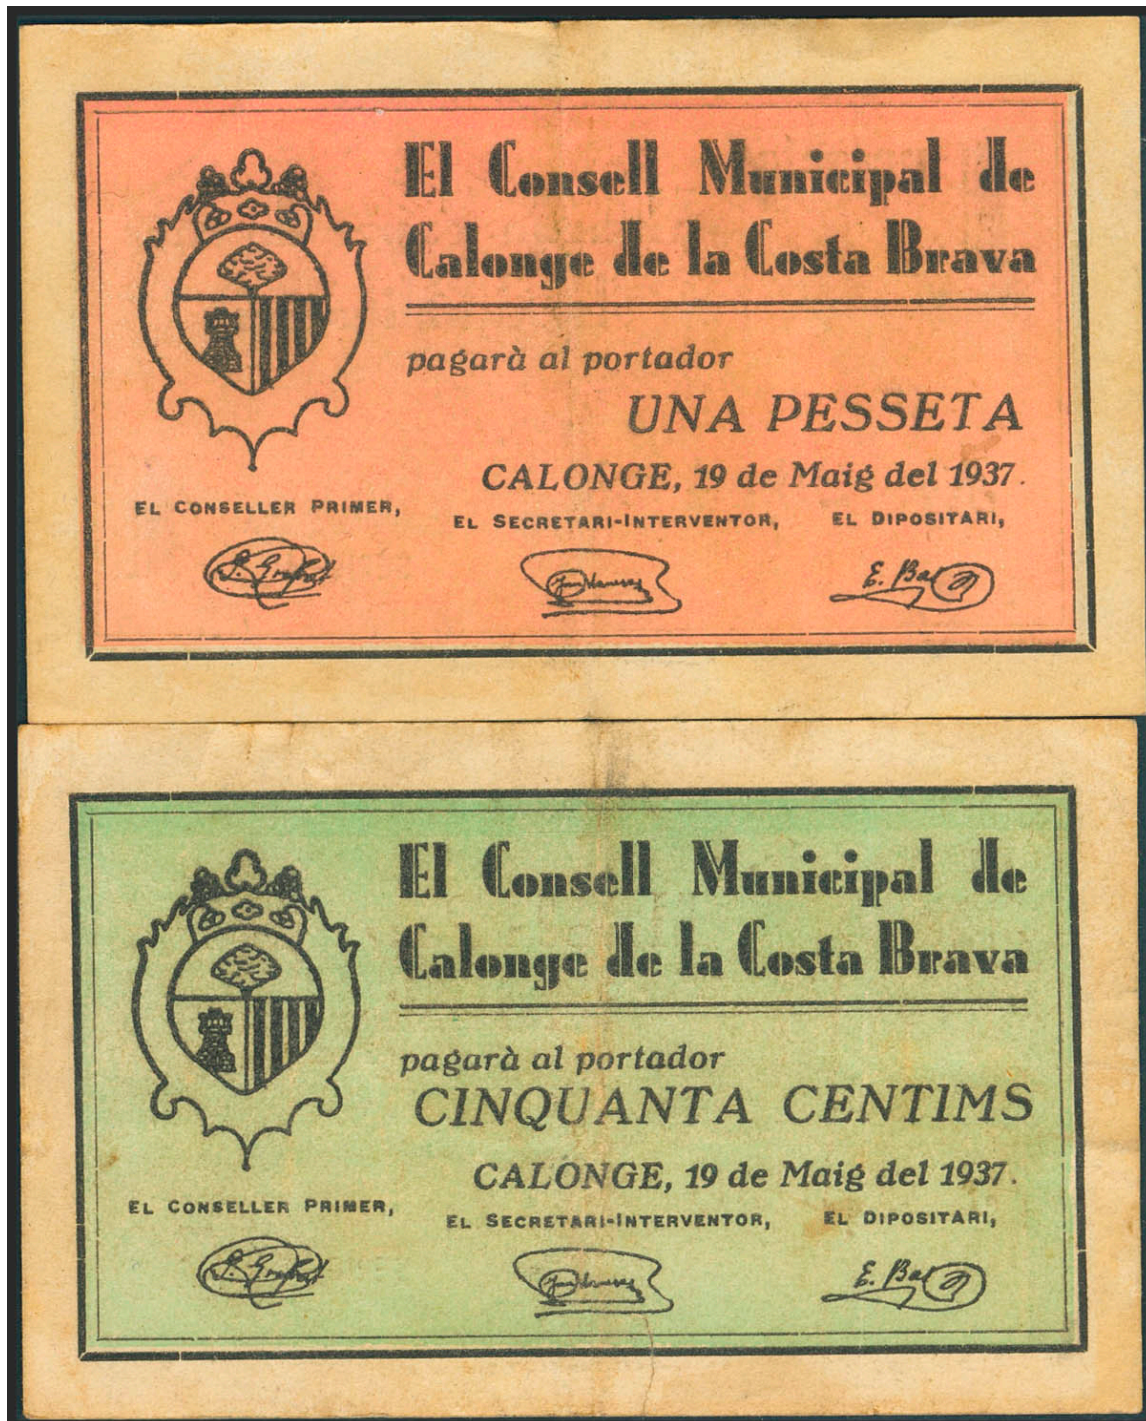 El Consell Municipal de
Calonge de la Costa Brava
pagarà al portador
UNA PESSETA
CALONGE, 19 de Maig del 1937.
EL CONSELLER PRIMER,
EL SECRETARI-INTERVENTOR,
EL DIPOSITARI,
El Consell Municipal de
Calonge de la Costa Brava
pagarà al portador
CINQUANTA CENTIMS
CALONGE, 19 de Maig del 1937.
EL CONSELLER PRIMER,
EL SECRETARI-INTERVENTOR,
EL DIPOSITARI,